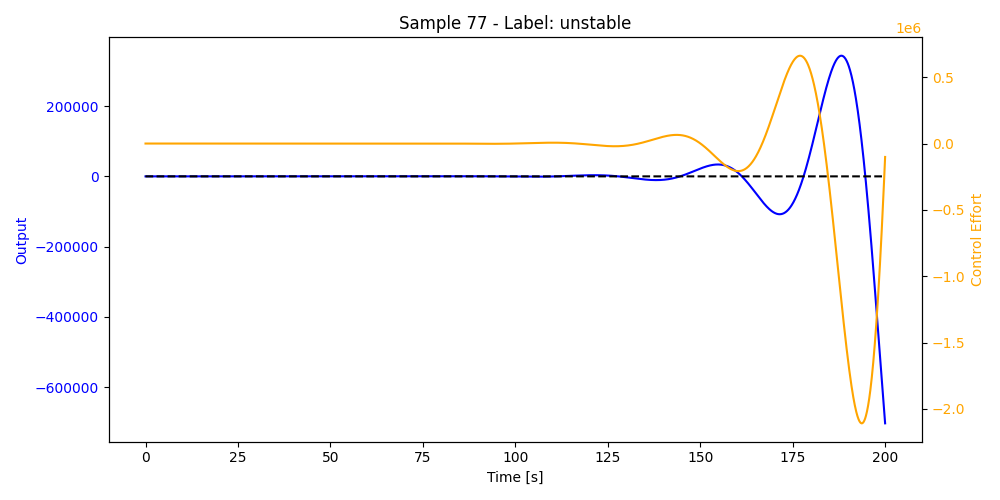 Sample 77 - Label: unstable
1e6
200000
0
−200000
−400000
−600000
Output
0.5
0.0
−0.5
−1.0
−1.5
−2.0
Control Effort
0 25 50 75 100 125 150 175 200
Time [s]